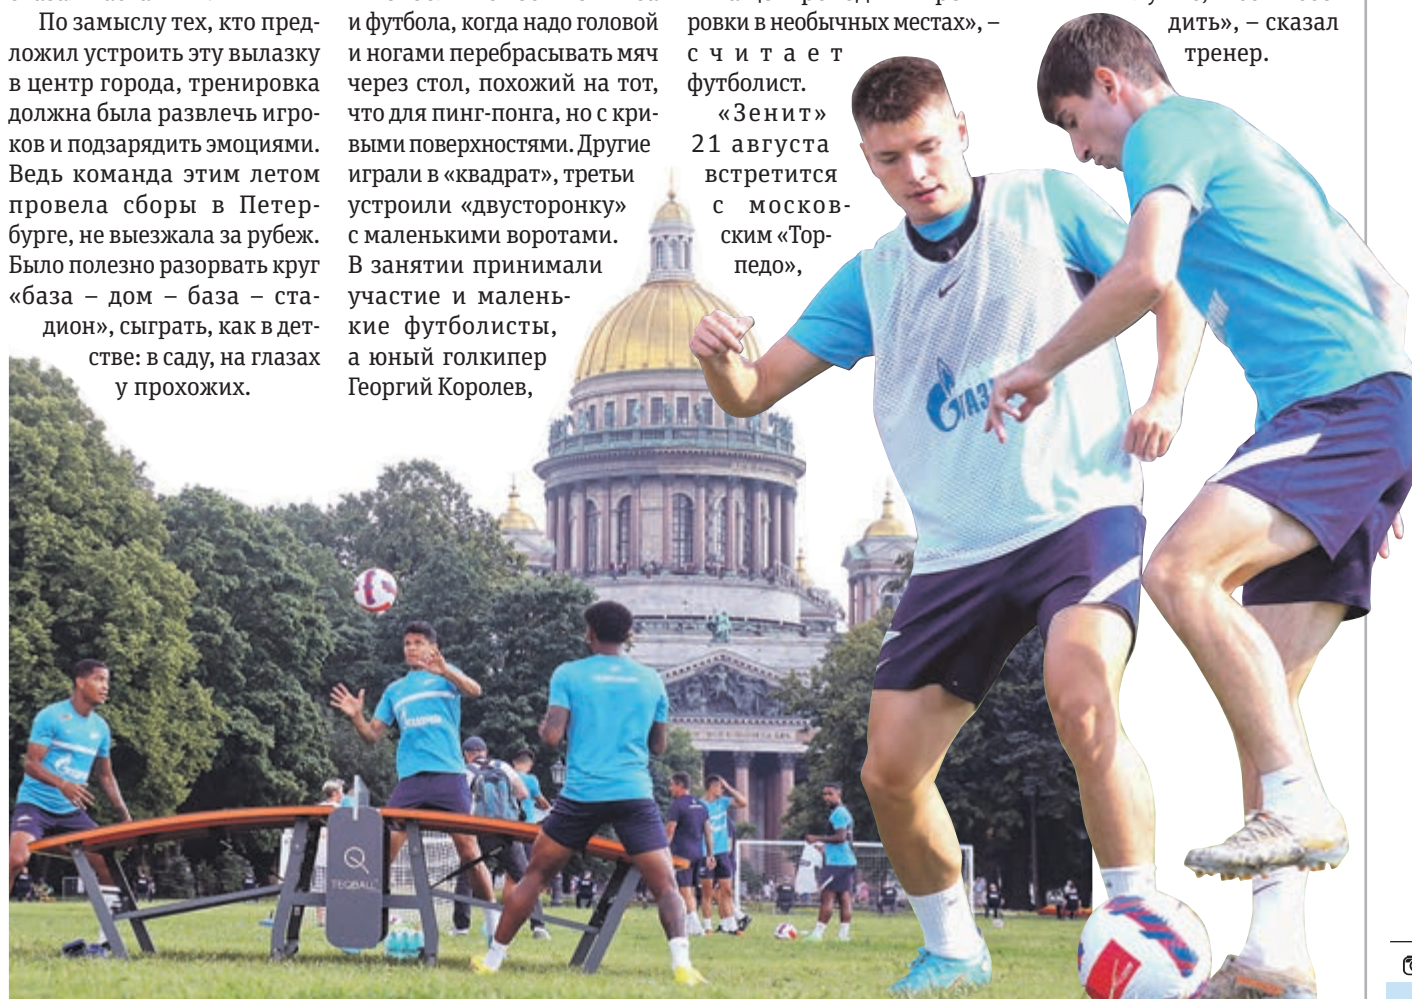 По замыслу тех, кто пред-
ложил устроить эту вылазку
в центр города, тренировка
должна была развлечь игро-
ков и подзарядить эмоциями.
Ведь команда этим летом
провела сборы в Петер-
бурге, не выезжала за рубеж.
Было полезно разорвать круг
«база – дом – база – ста-
дион», сыграть, как в дет-
стве: в саду, на глазах
у прохожих.
и футбола, когда надо головой
и ногами перебрасывать мяч
через стол, похожий на тот,
что для пинг-понга, но с кри-
выми поверхностями. Другие
играли в «квадрат», третьи
устроили «двусторонку»
с маленькими воротами.
В занятии принимали
участие и малень-
кие футболисты,
а юный голкипер
Георгий Королев,
ровки в необычных местах», –
считает
футболист.
«Зенит»
21 августа
встретится
с москов-
ским «Тор-
педо»,
дить», – сказал
тренер.
TEQBALL